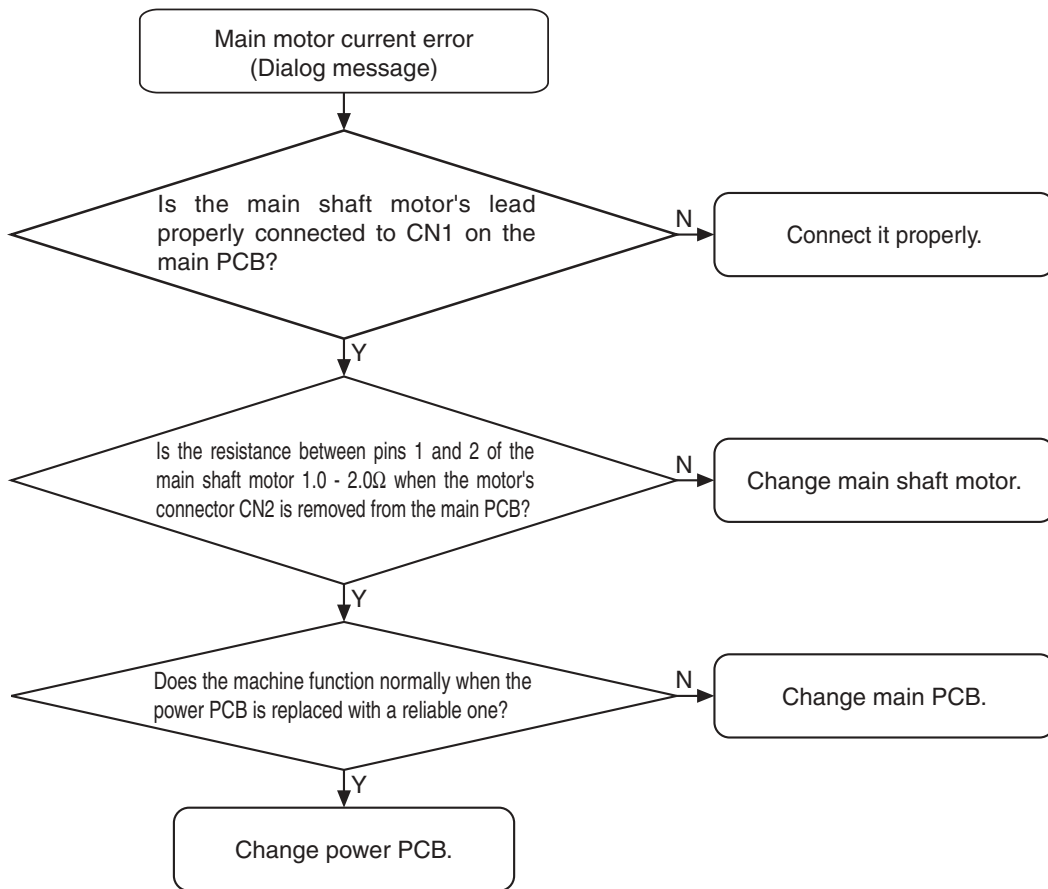 Main motor current error
(Dialog message)
Is the main shaft motor's lead
properly connected to CN1 on the
main PCB?
N
Connect it properly.
Y
Is the resistance between pins 1 and 2 of the
main shaft motor 1.0 - 2.0Ω when the motor's
connector CN2 is removed from the main PCB?
N
Change main shaft motor.
Y
Does the machine function normally when the
power PCB is replaced with a reliable one?
N
Change main PCB.
Y
Change power PCB.